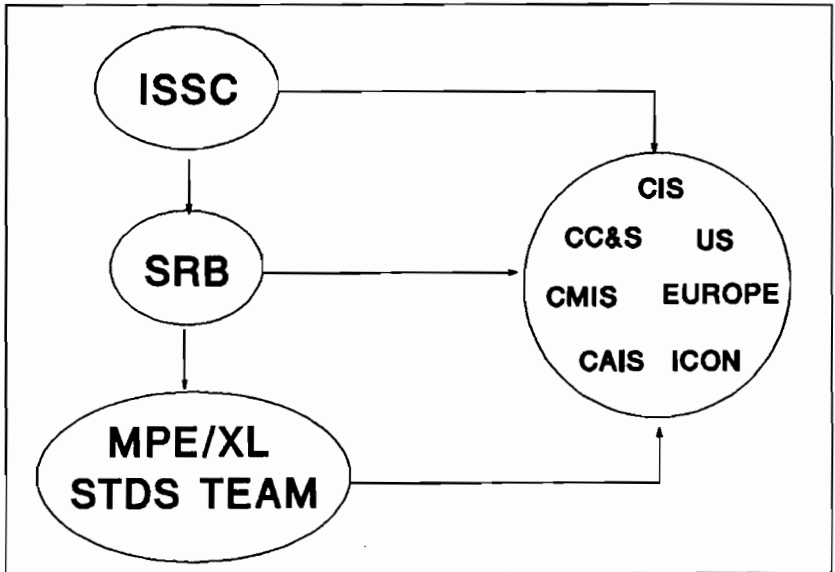 ISSC
SRB
MPE/XL
STDS TEAM
CIS
CC&S US
CMIS EUROPE
CAIS ICON